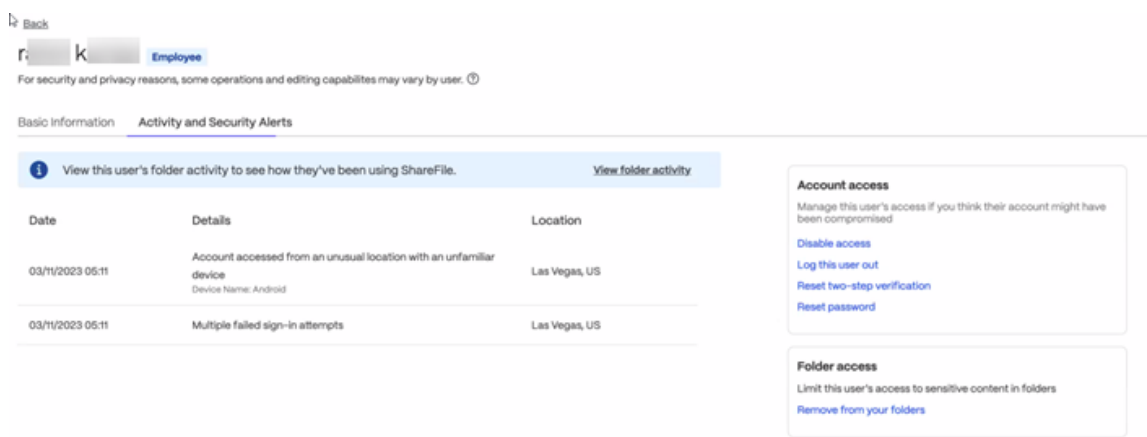 Back
Employee
For security and privacy reasons, some operations and editing capabilites may vary by user.
Basic Information Activity and Security Alerts
View this user's folder activity to see how they've been using ShareFile. View folder activity
Date Details Location
03/11/2023 05:11 Account accessed from an unusual location with an unfamiliar
device Las Vegas, US
Device Name: Android
03/11/2023 05:11 Multiple failed sign-in attempts Las Vegas, US
Account access
Manage this user's access if you think their account might have
been compromised
Disable access
Log this user out
Reset two-step verification
Reset password
Folder access
Limit this user's access to sensitive content in folders
Remove from your folders